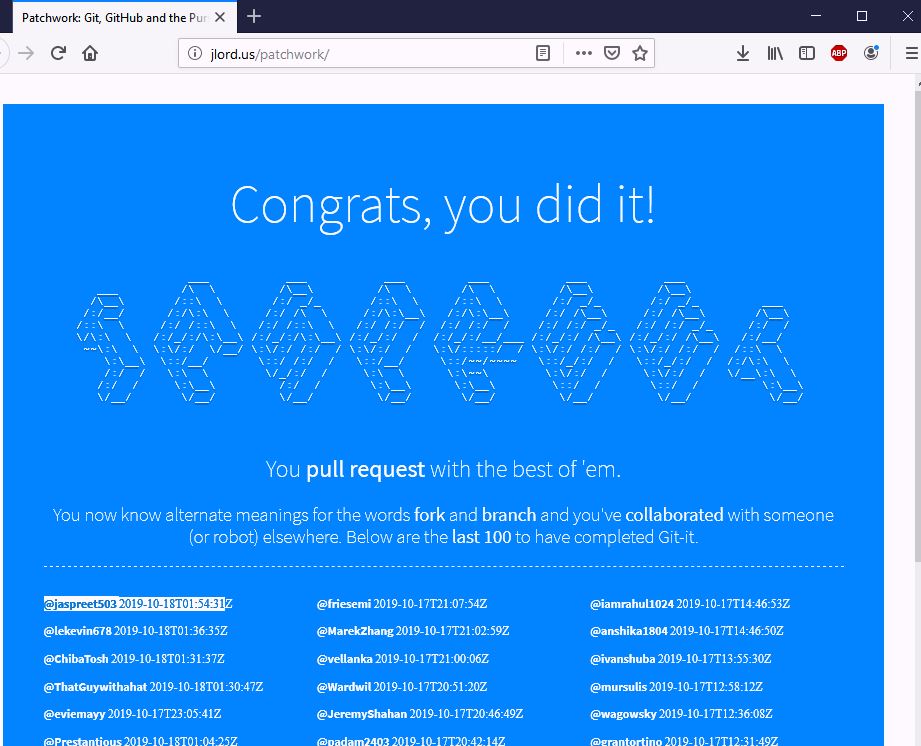 Patchwork: Git, GitHub and the Pur
jlord.us/patchwork/
ABP
Congrats, you did it!
You pull request with the best of 'em.
You now know alternate meanings for the words fork and branch and you've collaborated with someone
(or robot) elsewhere. Below are the last 100 to have completed Git-it.
@jaspreet503 2019-10-18T01:54:31Z @friesemi 2019-10-17T21:07:54Z @iamrahul1024 2019-10-17T14:46:53Z
@lekevin678 2019-10-18T01:36:35Z @MarekZhang 2019-10-17T21:02:59Z @anshika1804 2019-10-17T14:46:50Z
@ChibaTosh 2019-10-18T01:31:37Z @vellanka 2019-10-17T21:00:06Z @ivanshuba 2019-10-17T13:55:30Z
@ThatGuywithahat 2019-10-18T01:30:47Z @Wardwil 2019-10-17T20:51:20Z @mursulis 2019-10-17T12:58:12Z
@eviemayy 2019-10-17T23:05:41Z @JeremyShahan 2019-10-17T20:46:49Z @wagowsky 2019-10-17T12:36:08Z
@Prestantious 2019-10-18T01:04:25Z @padam2403 2019-10-17T20:42:14Z @grantortino 2019-10-17T12:31:49Z